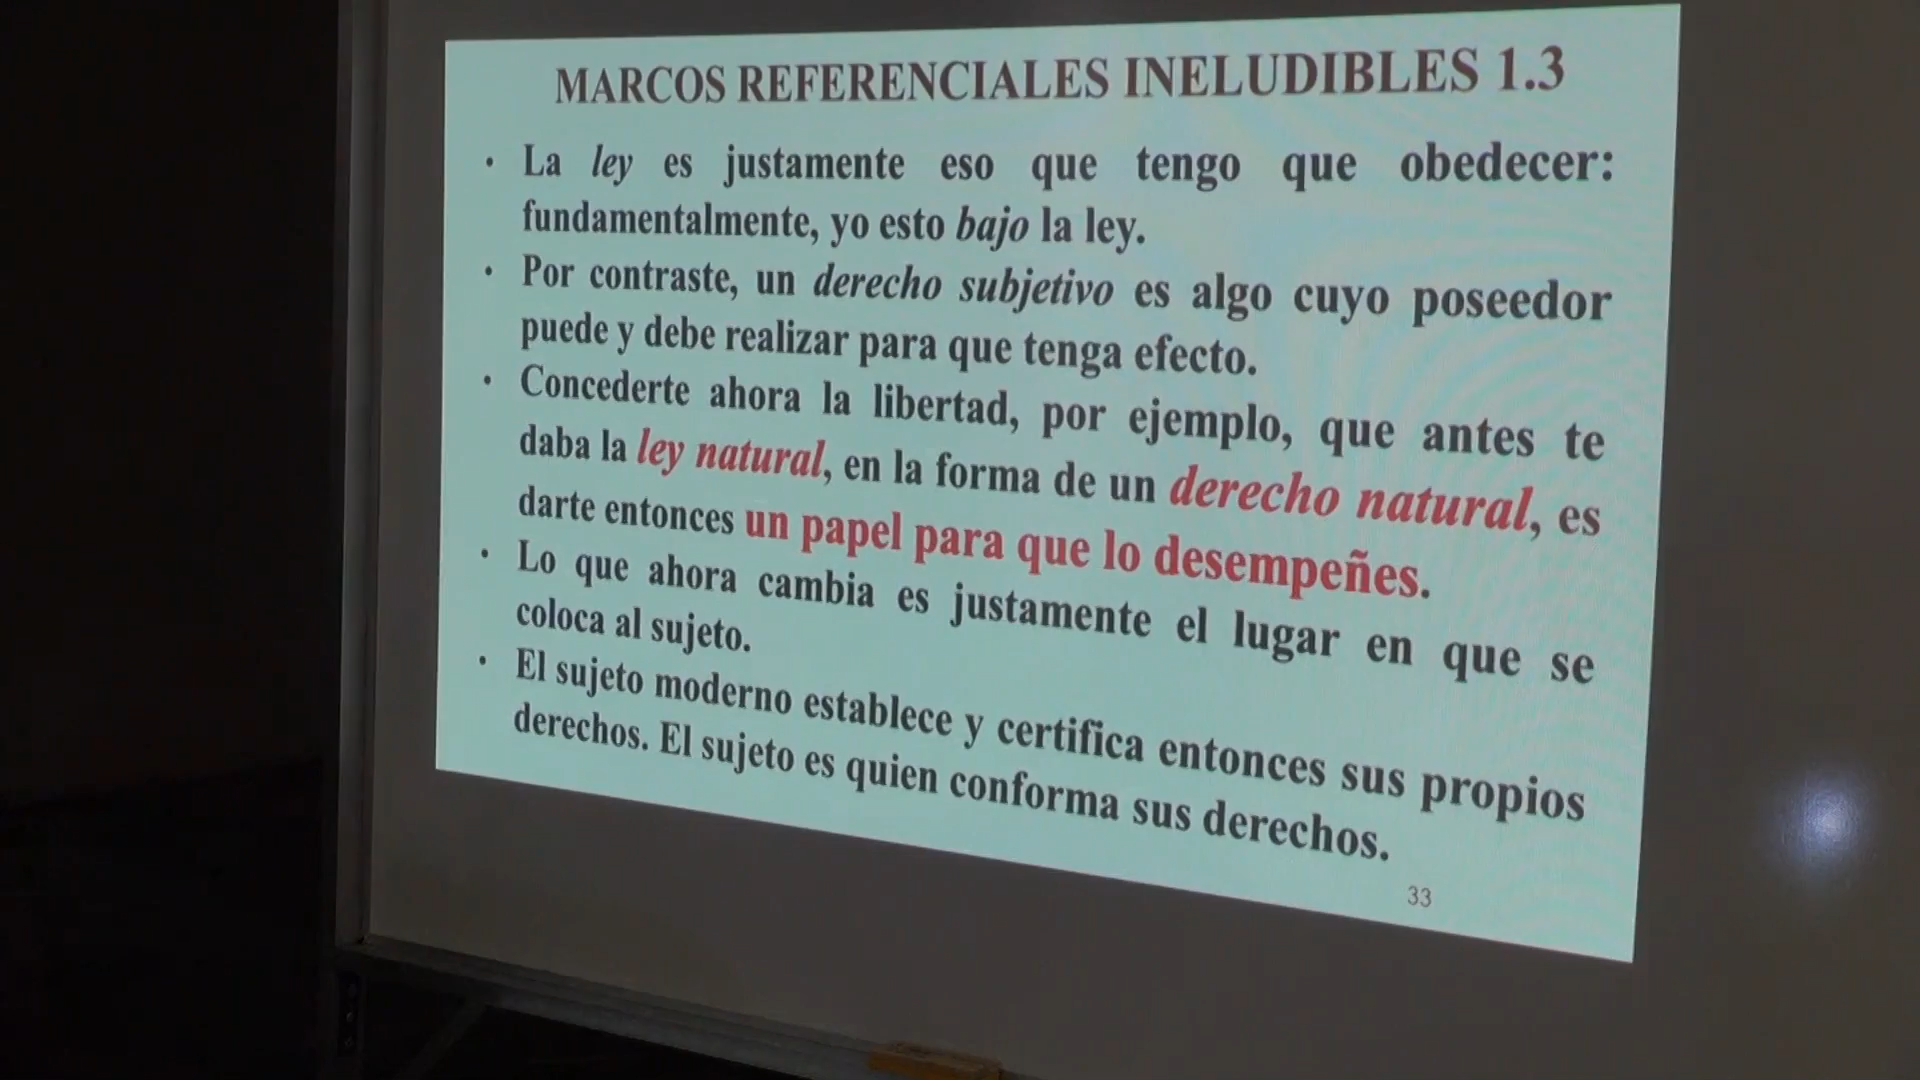 MARCOS REFERENCIALES INELUDIBLES 1.3
• La ley es justamente eso que tengo que obedecer:
fundamentalmente, yo esto bajo la ley.
• Por contraste, un derecho subjetivo es algo cuyo poseedor
puede y debe realizar para que tenga efecto.
• Concederte ahora la libertad, por ejemplo, que antes te
daba la ley natural, en la forma de un derecho natural, es
darte entonces un papel para que lo desempeñes.
• Lo que ahora cambia es justamente el lugar en que se
coloca al sujeto.
• El sujeto moderno establece y certifica entonces sus propios
derechos. El sujeto es quien conforma sus derechos.
33